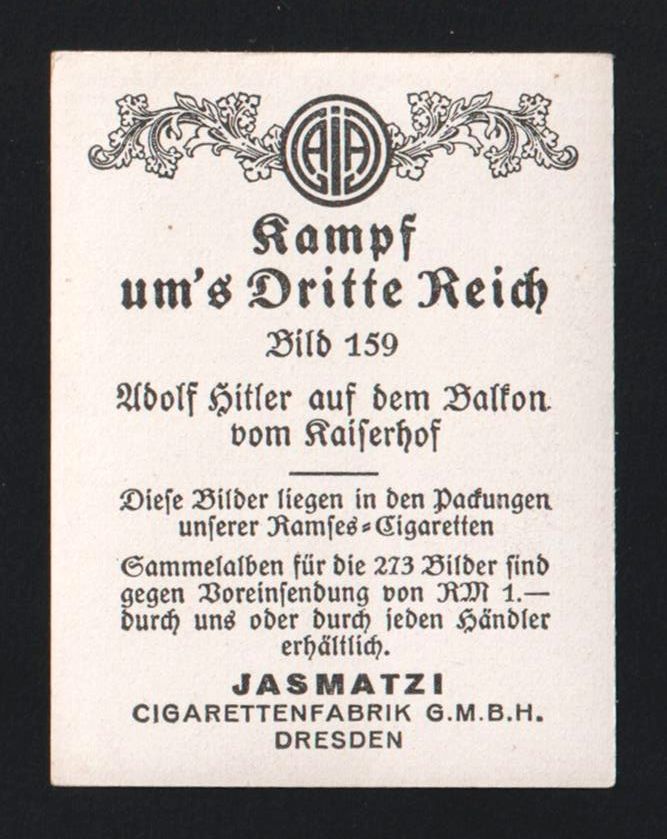 AIA
Kampf
um's Dritte Reich
Bild 159
Adolf Hitler auf dem Balkon
vom Kaiserhof
Diese Bilder liegen in den Packungen
unserer Ramses=Cigaretten
Sammelalben für die 273 Bilder sind
gegen Voreinsendung von RM 1.—
durch uns oder durch jeden Händler
erhältlich.
JASMATZI
CIGARETTENFABRIK G.M.B.H.
DRESDEN